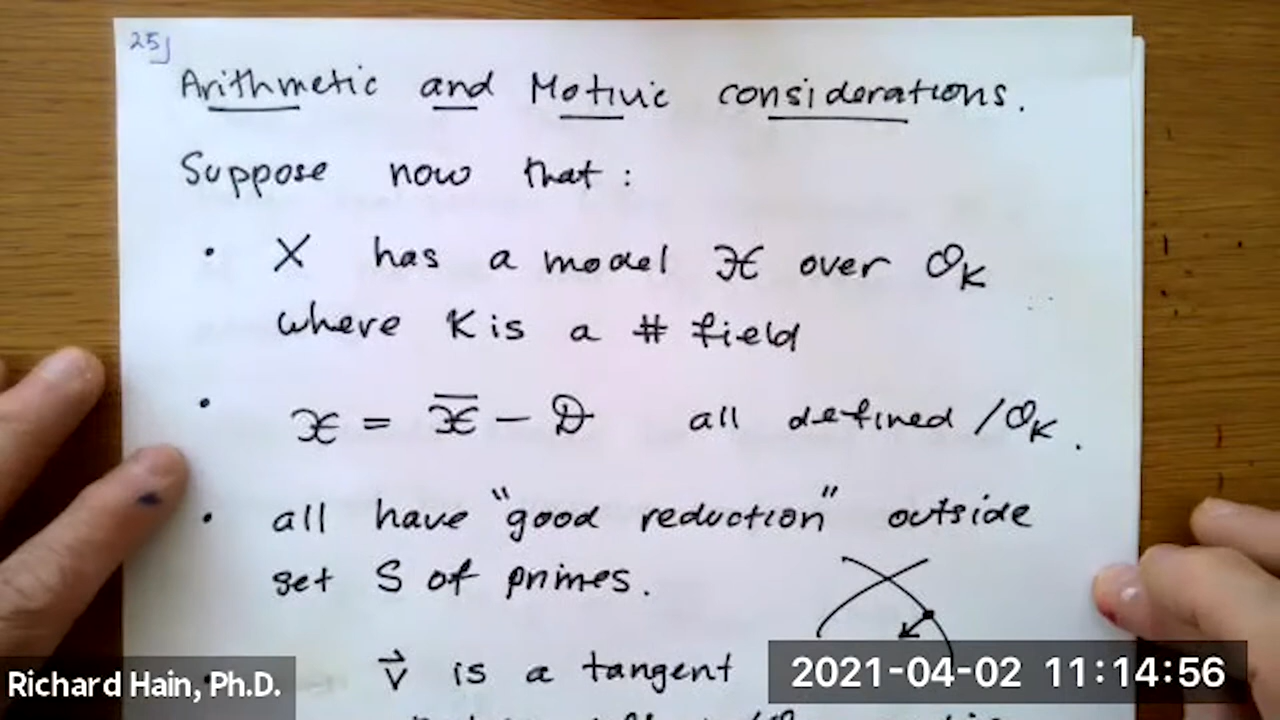 25j
Arithmetic and Motivic considerations.
Suppose now that :
• X has a model 𝒳 over 𝒪_K
where K is a # field
• 𝒳 = 𝒳̅ − 𝒟 all defined /𝒪_K .
• all have "good reduction" outside
set S of primes.
• v⃗ is a tangent
Richard Hain, Ph.D.
2021-04-02 11:14:56